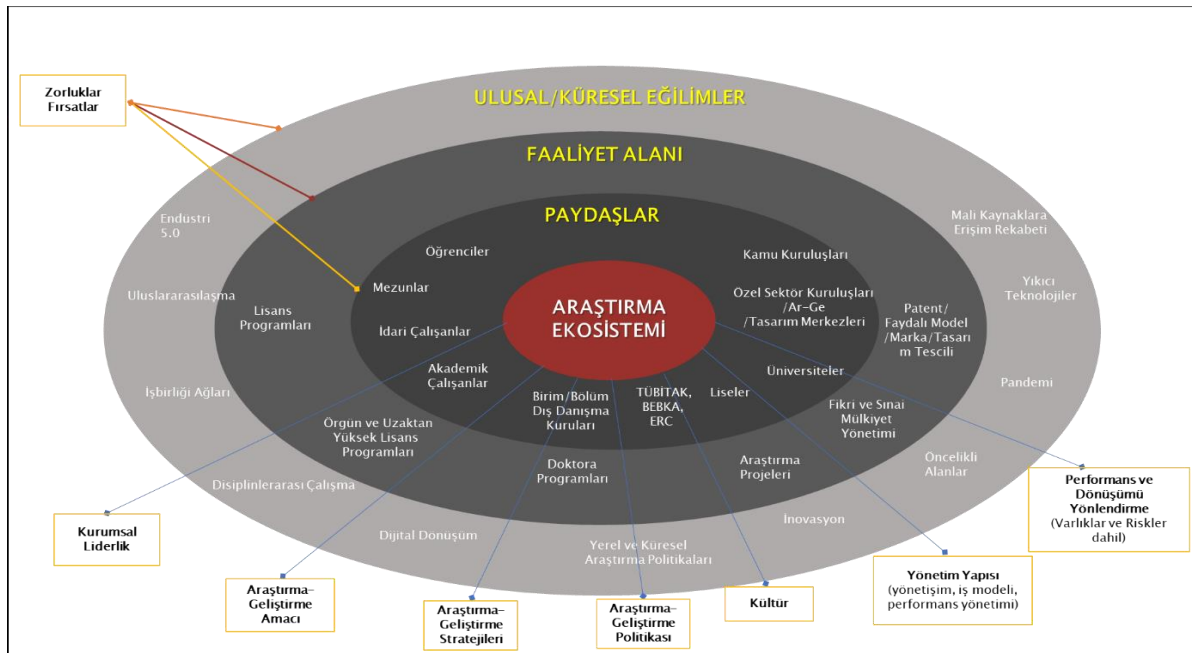 Zorluklar
Fırsatlar
ULUSAL/KÜRESEL EĞİLİMLER
FAALİYET ALANI
PAYDAŞLAR
ARAŞTIRMA
EKOSİSTEMİ
Öğrenciler
Mezunlar
İdari Çalışanlar
Akademik
Çalışanlar
Birim/Bölüm
Dış Danışma
Kurulları
TÜBİTAK,
BEBKA,
ERC
Liseler
Üniversiteler
Özel Sektör Kuruluşları
/Ar-Ge
/Tasarım Merkezleri
Kamu Kuruluşları
Lisans
Programları
Örgün ve Uzaktan
Yüksek Lisans
Programları
Doktora
Programları
Araştırma
Projeleri
Fikri ve Sınai
Mülkiyet
Yönetimi
Patent/
Faydalı Model
/Marka/Tasarı
m Tescili
Endüstri
5.0
Uluslararasılaşma
İşbirliği Ağları
Disiplinlerarası Çalışma
Dijital Dönüşüm
Yerel ve Küresel
Araştırma Politikaları
İnovasyon
Öncelikli
Alanlar
Pandemi
Yıkıcı
Teknolojiler
Mali Kaynaklara
Erişim Rekabeti
Kurumsal
Liderlik
Araştırma-
Geliştirme
Amacı
Araştırma-
Geliştirme
Stratejileri
Araştırma-
Geliştirme
Politikası
Kültür
Yönetim Yapısı
(yönetişim, iş modeli,
performans yönetimi)
Performans ve
Dönüşümü
Yönlendirme
(Varlıklar ve Riskler
dahil)